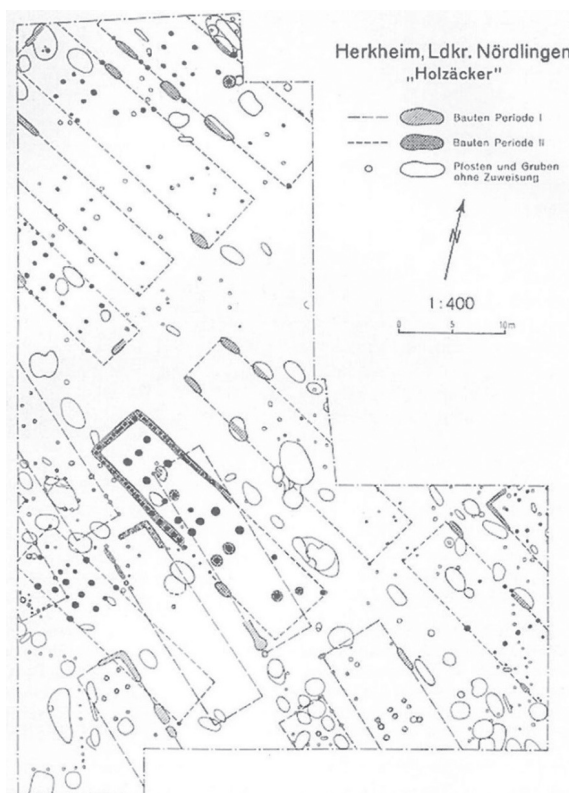 Herkheim, Ldkr. Nördlingen
„Holzäcker"
Bauten Periode I
Bauten Periode II
Pfosten und Gruben
ohne Zuweisung
N
1:400
0 5 10m